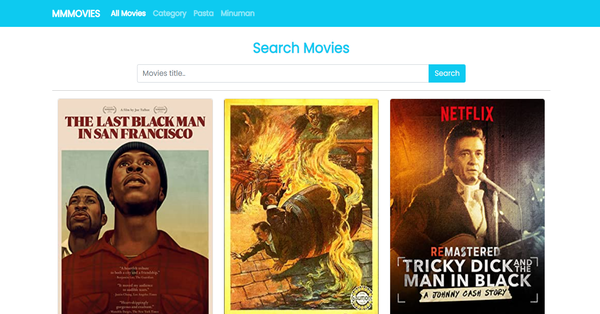 MMMOVIES All Movies Category Pasta Minuman
Search Movies
Movies title.. Search
A film by Joe Talbot
THE LAST BLACK MAN
IN SAN FRANCISCO
NETFLIX
REMASTERED
TRICKY DICK AND THE
MAN IN BLACK
A JOHNNY CASH STORY